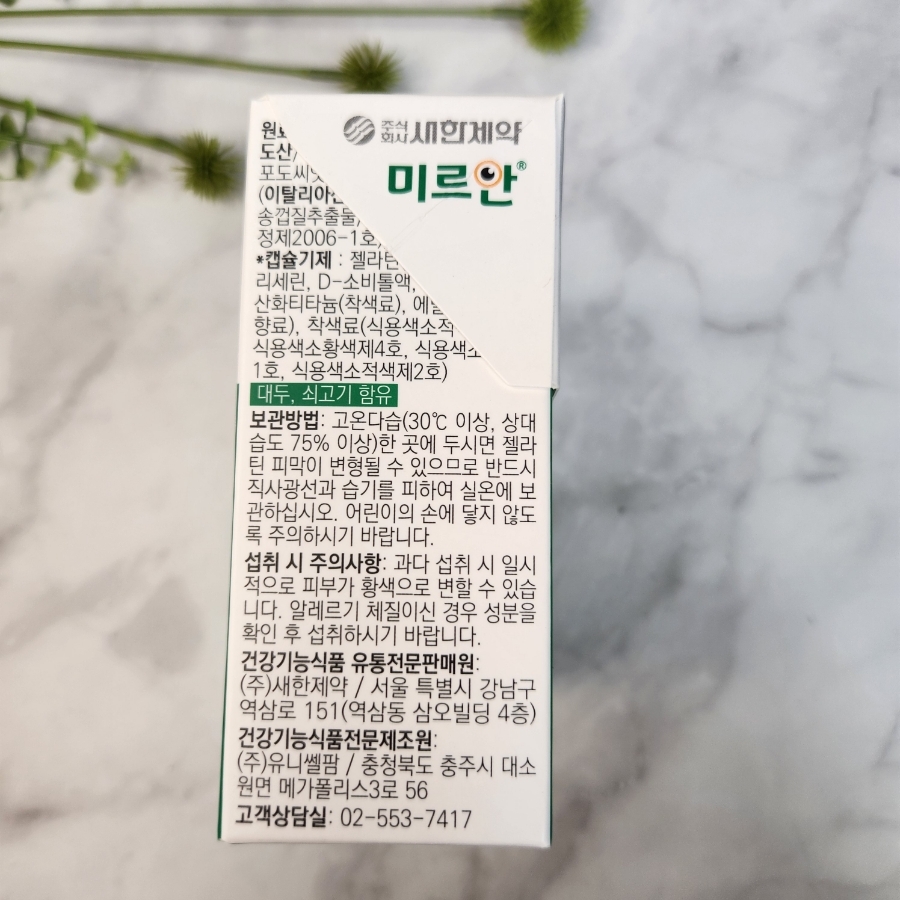 주식회사 새한제약
미르안®
도산/
포도씨
(이탈리아산
송껍질추출물
정제2006-1호
*캡슐기제 : 젤라틴
리세린, D-소비톨액,
산화티타늄(착색료), 에틸
향료), 착색료(식용색소적
식용색소황색제4호, 식용색소
1호, 식용색소적색제2호)
대두, 쇠고기 함유
보관방법: 고온다습(30℃ 이상, 상대
습도 75% 이상)한 곳에 두시면 젤라
틴 피막이 변형될 수 있으므로 반드시
직사광선과 습기를 피하여 실온에 보
관하십시오. 어린이의 손에 닿지 않도
록 주의하시기 바랍니다.
섭취 시 주의사항: 과다 섭취 시 일시
적으로 피부가 황색으로 변할 수 있습
니다. 알레르기 체질이신 경우 성분을
확인 후 섭취하시기 바랍니다.
건강기능식품 유통전문판매원:
(주)새한제약 / 서울 특별시 강남구
역삼로 151(역삼동 삼오빌딩 4층)
건강기능식품전문제조원:
(주)유니쎌팜 / 충청북도 충주시 대소
원면 메가폴리스3로 56
고객상담실: 02-553-7417